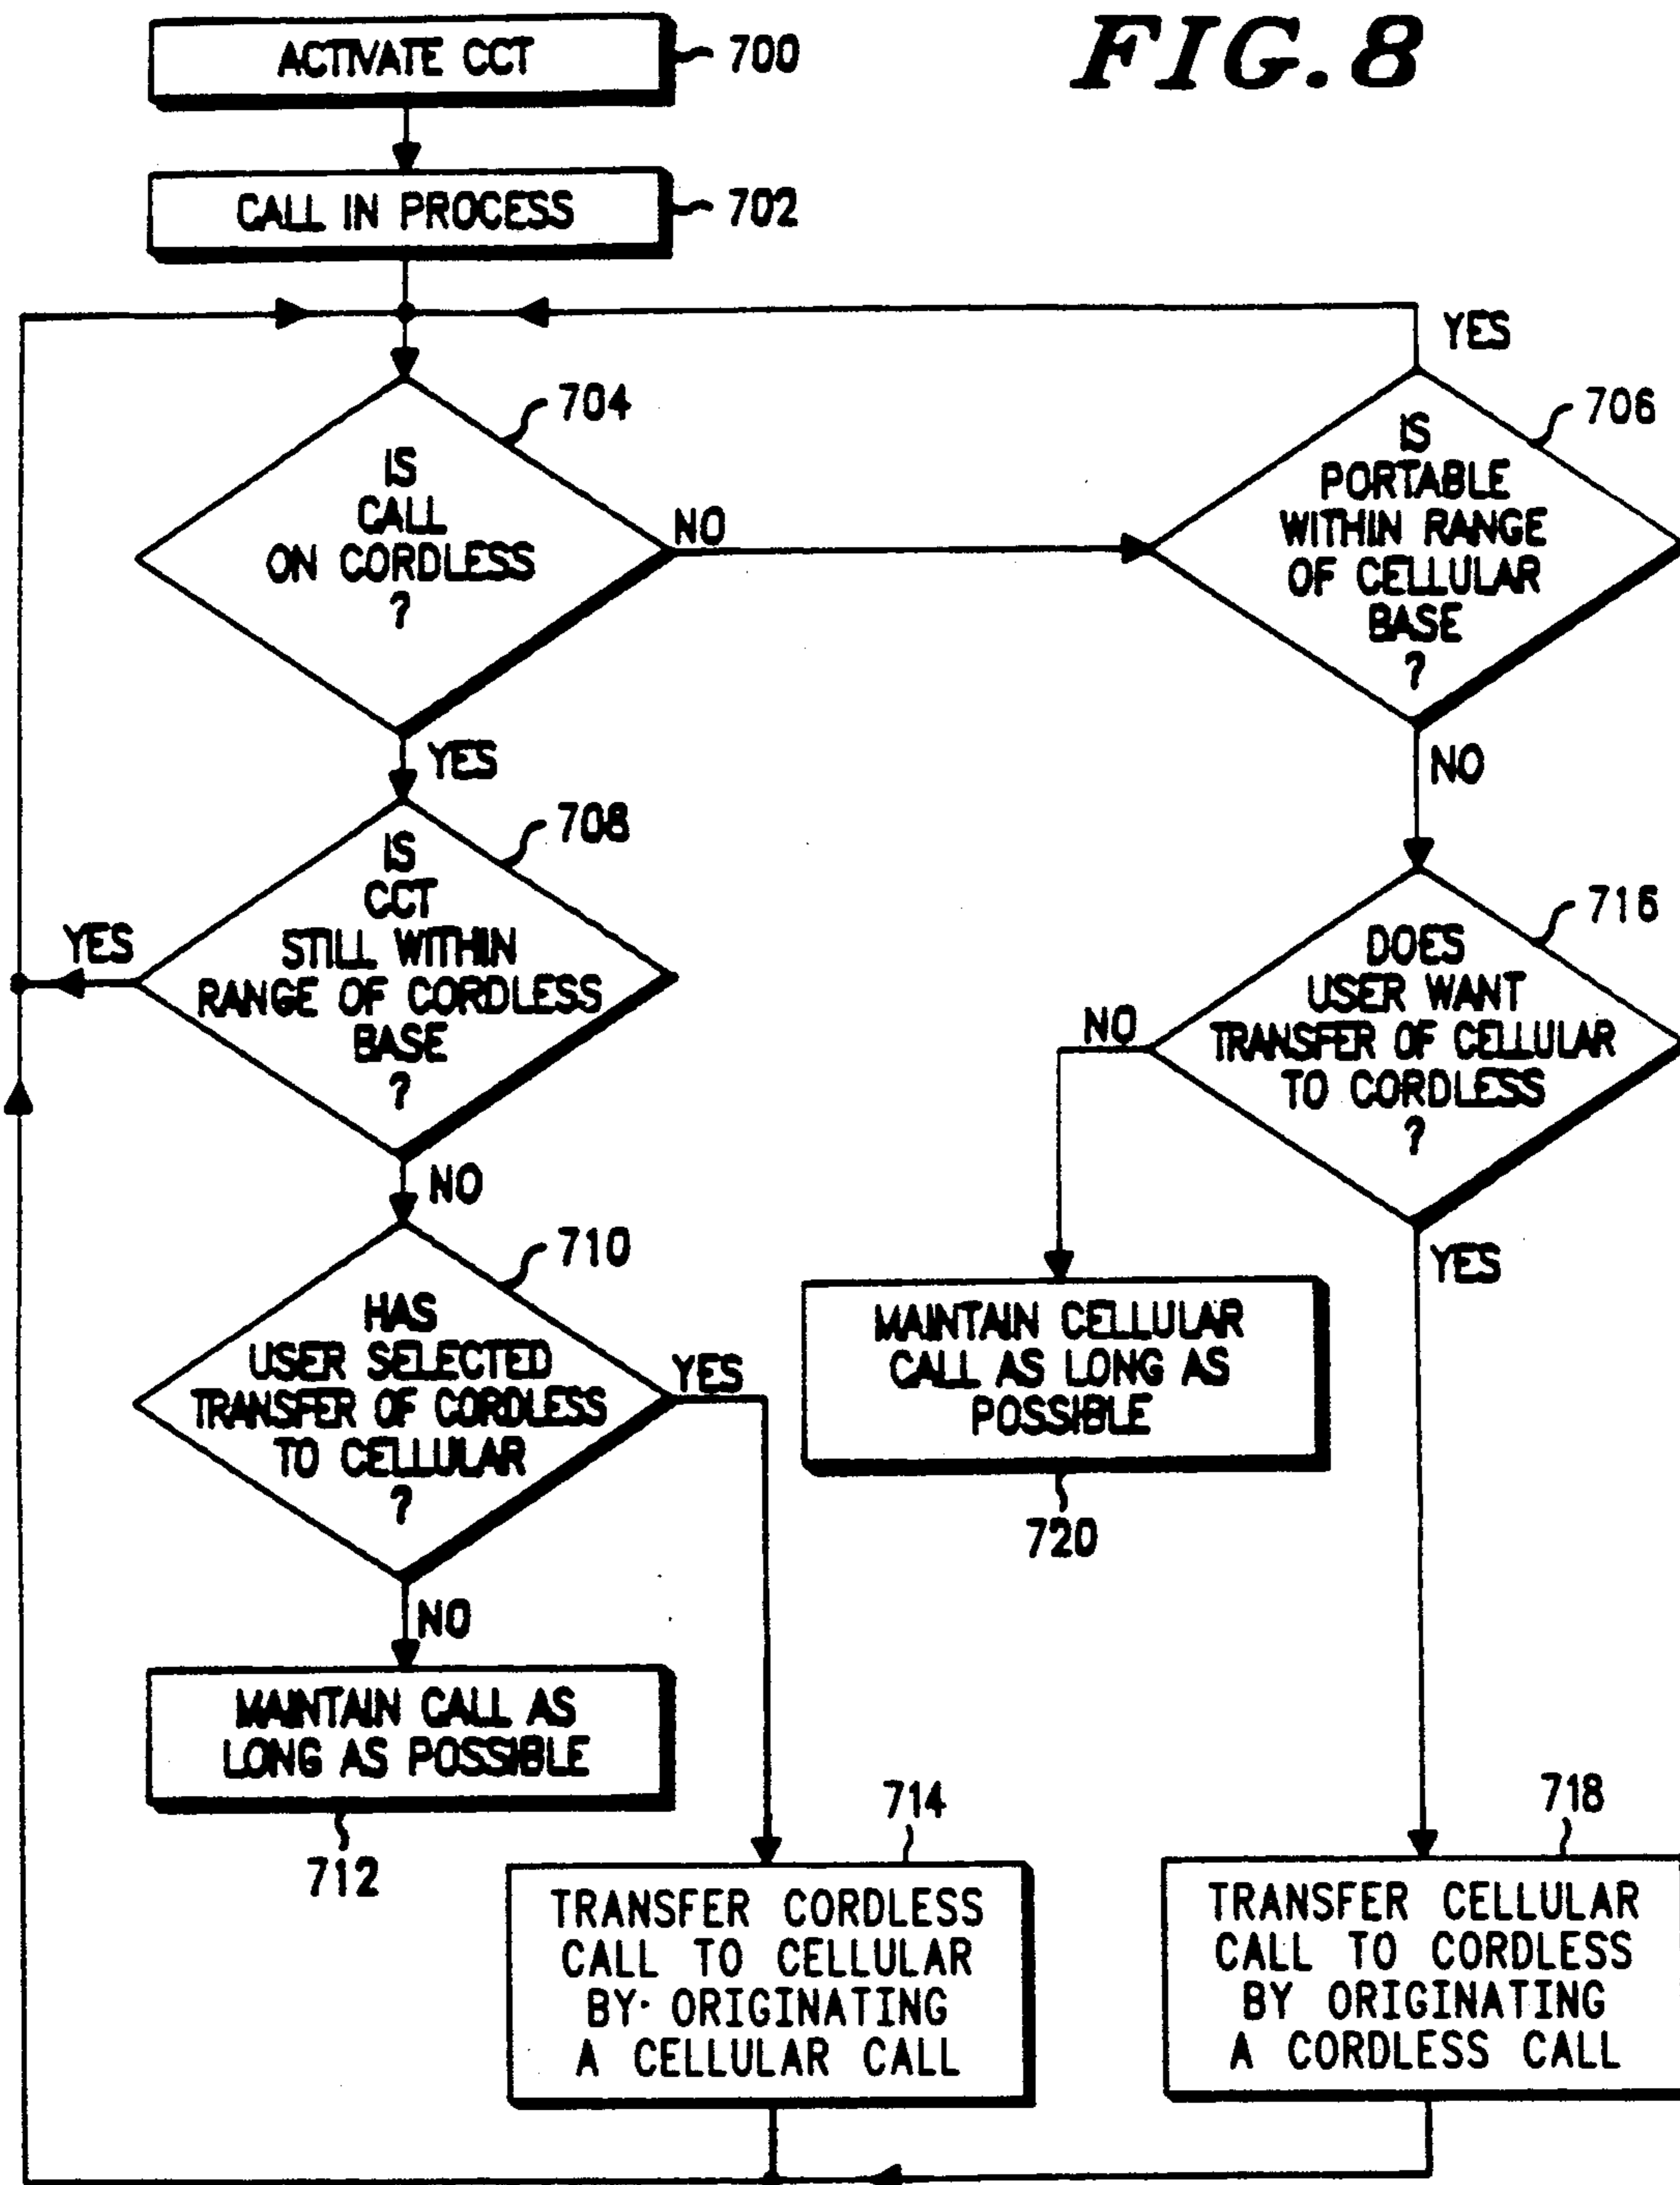 FIG.8
ACTIVATE CCT
700
CALL IN PROCESS
702
YES
704
IS
CALL
ON CORDLESS
?
NO
706
IS
PORTABLE
WITHIN RANGE
OF CELLULAR
BASE
?
YES
NO
708
IS
CCT
STILL WITHIN
RANGE OF CORDLESS
BASE
?
YES
716
DOES
USER WANT
TRANSFER OF CELLULAR
TO CORDLESS
?
NO
NO
YES
710
HAS
USER SELECTED
TRANSFER OF CORDLESS
TO CELLULAR
?
YES
MAINTAIN CELLULAR
CALL AS LONG AS
POSSIBLE
720
NO
MAINTAIN CALL AS
LONG AS POSSIBLE
712
714
TRANSFER CORDLESS
CALL TO CELLULAR
BY ORIGINATING
A CELLULAR CALL
718
TRANSFER CELLULAR
CALL TO CORDLESS
BY ORIGINATING
A CORDLESS CALL